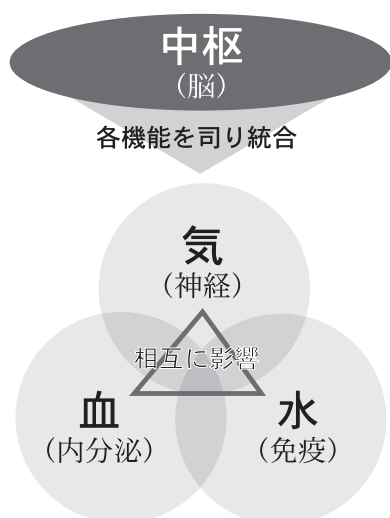 中枢
（脳）
各機能を司り統合
気
（神経）
相互に影響
血
（内分泌）
水
（免疫）